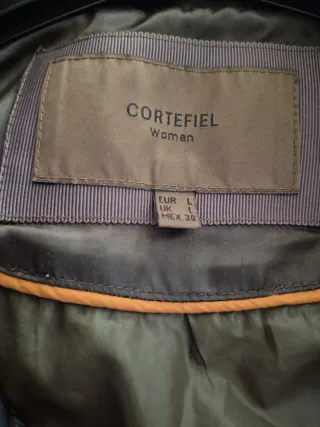 CORTEFIEL
Woman
EUR L
UK L
MEX.30